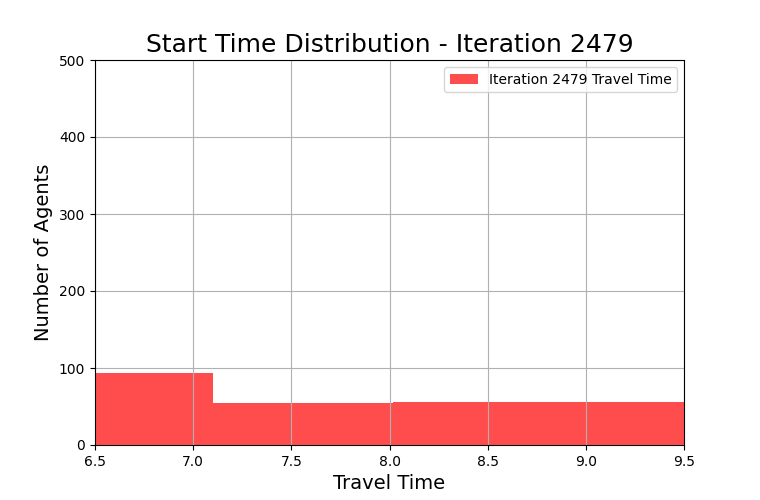 Start Time Distribution - Iteration 2479
500
400
300
200
100
0
Number of Agents
Iteration 2479 Travel Time
6.5 7.0 7.5 8.0 8.5 9.0 9.5
Travel Time